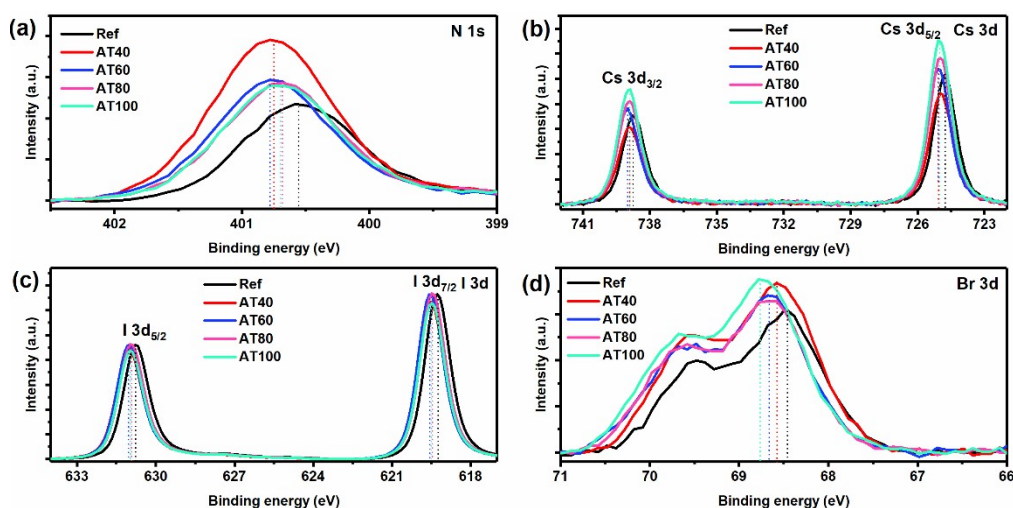 (a)
N 1s
Ref
AT40
AT60
AT80
AT100
Intensity (a.u.)
402 401 400 399
Binding energy (eV)
(b)
Cs 3d5/2 Cs 3d
Ref
AT40
AT60
AT80
AT100
Cs 3d3/2
Intensity (a.u.)
741 738 735 732 729 726 723
Binding energy (eV)
(c)
I 3d7/2 I 3d
Ref
AT40
AT60
AT80
AT100
I 3d5/2
Intensity (a.u.)
633 630 627 624 621 618
Binding energy (eV)
(d)
Br 3d
Ref
AT40
AT60
AT80
AT100
Intensity (a.u.)
71 70 69 68 67 66
Binding energy (eV)